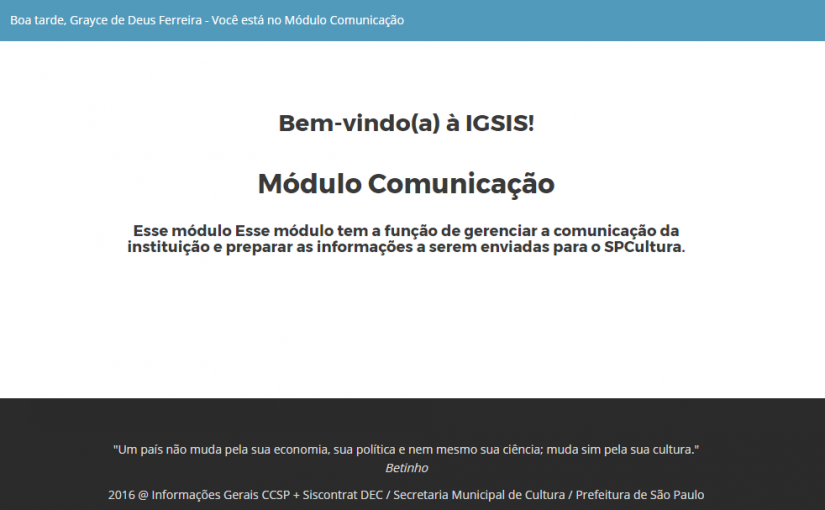 Boa tarde, Grayce de Deus Ferreira - Você está no Módulo Comunicação
Bem-vindo(a) à IGSIS!
Módulo Comunicação
Esse módulo Esse módulo tem a função de gerenciar a comunicação da
instituição e preparar as informações a serem enviadas para o SPCultura.
"Um país não muda pela sua economia, sua política e nem mesmo sua ciência; muda sim pela sua cultura."
Betinho
2016 @ Informações Gerais CCSP + Siscontrat DEC / Secretaria Municipal de Cultura / Prefeitura de São Paulo